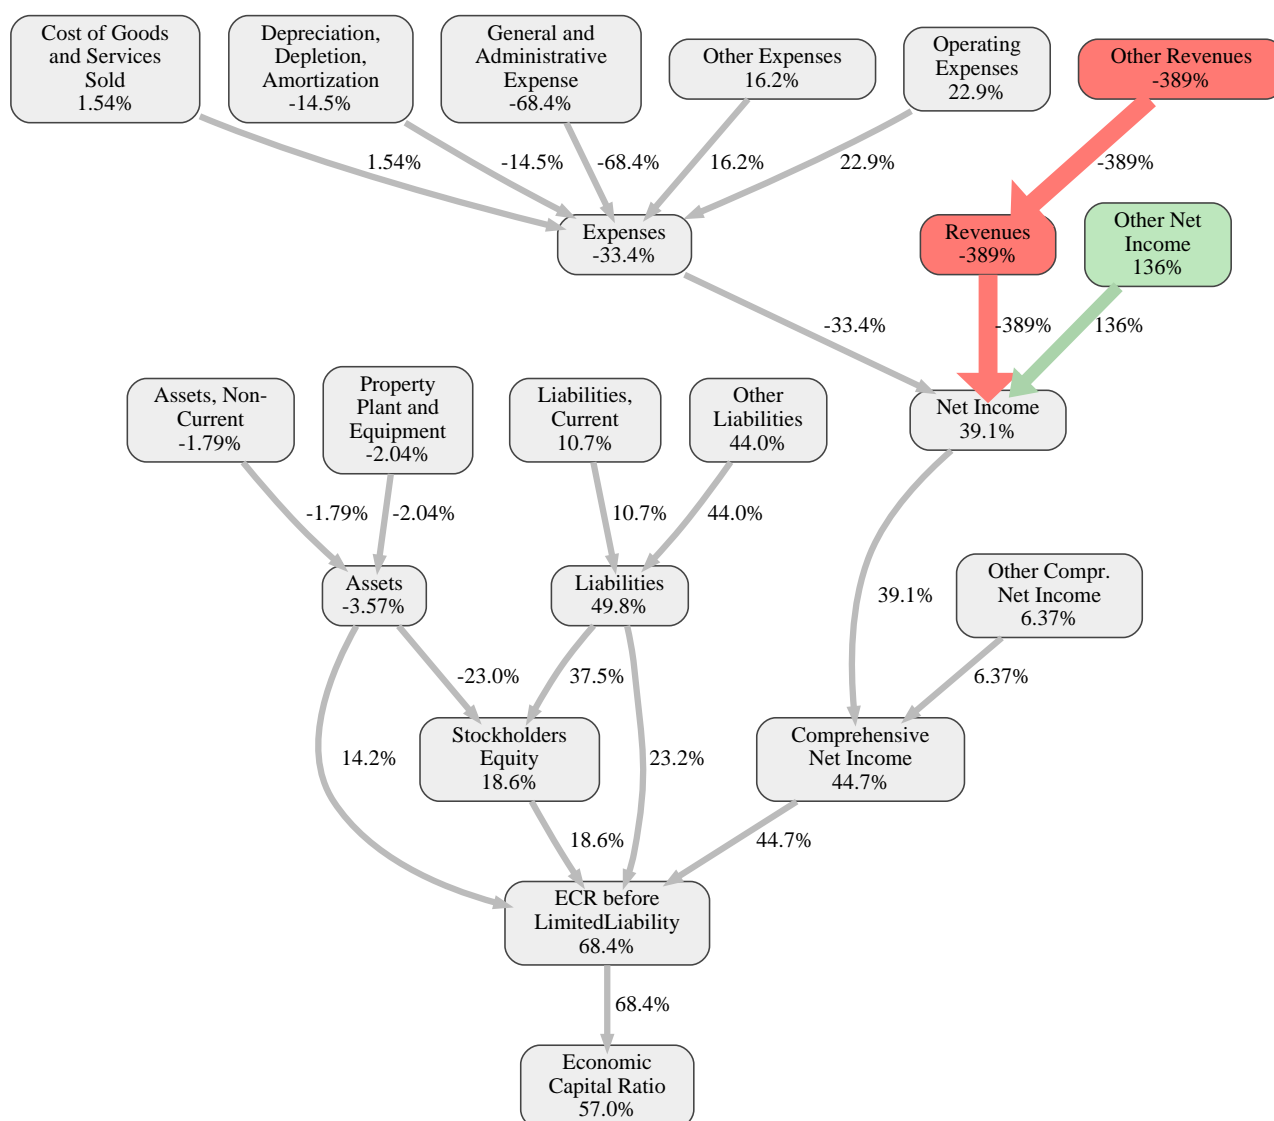 Cost of Goods
and Services
Sold
1.54%
Depreciation,
Depletion,
Amortization
-14.5%
General and
Administrative
Expense
-68.4%
Other Expenses
16.2%
Operating
Expenses
22.9%
Other Revenues
-389%
1.54%
-14.5%
-68.4%
16.2%
22.9%
-389%
Expenses
-33.4%
Revenues
-389%
Other Net
Income
136%
-33.4%
-389%
136%
Assets, Non-
Current
-1.79%
Property
Plant and
Equipment
-2.04%
Liabilities,
Current
10.7%
Other
Liabilities
44.0%
Net Income
39.1%
-1.79%
-2.04%
10.7%
44.0%
Assets
-3.57%
Liabilities
49.8%
39.1%
Other Compr.
Net Income
6.37%
-23.0%
37.5%
6.37%
Stockholders
Equity
18.6%
Comprehensive
Net Income
44.7%
14.2%
23.2%
18.6%
44.7%
ECR before
LimitedLiability
68.4%
68.4%
Economic
Capital Ratio
57.0%